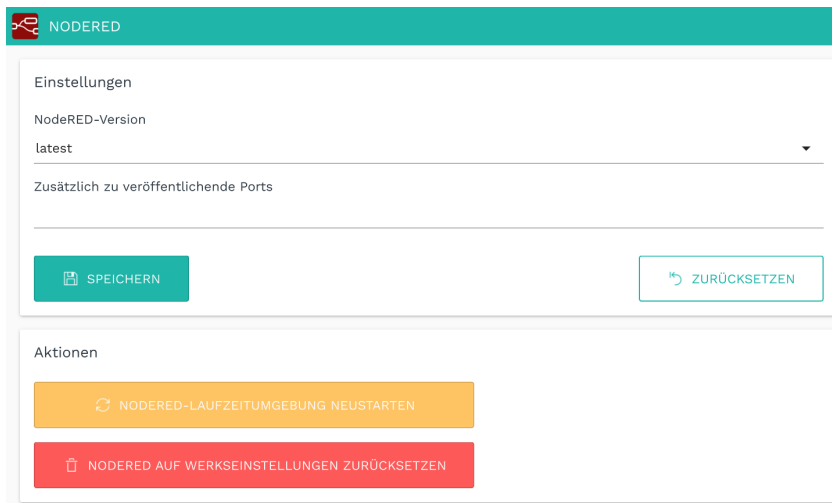 NODERED
Einstellungen
NodeRED-Version
latest
Zusätzlich zu veröffentlichende Ports
SPEICHERN
ZURÜCKSETZEN
Aktionen
NODERED-LAUFZEITUMGEBUNG NEUSTARTEN
NODERED AUF WERKSEINSTELLUNGEN ZURÜCKSETZEN